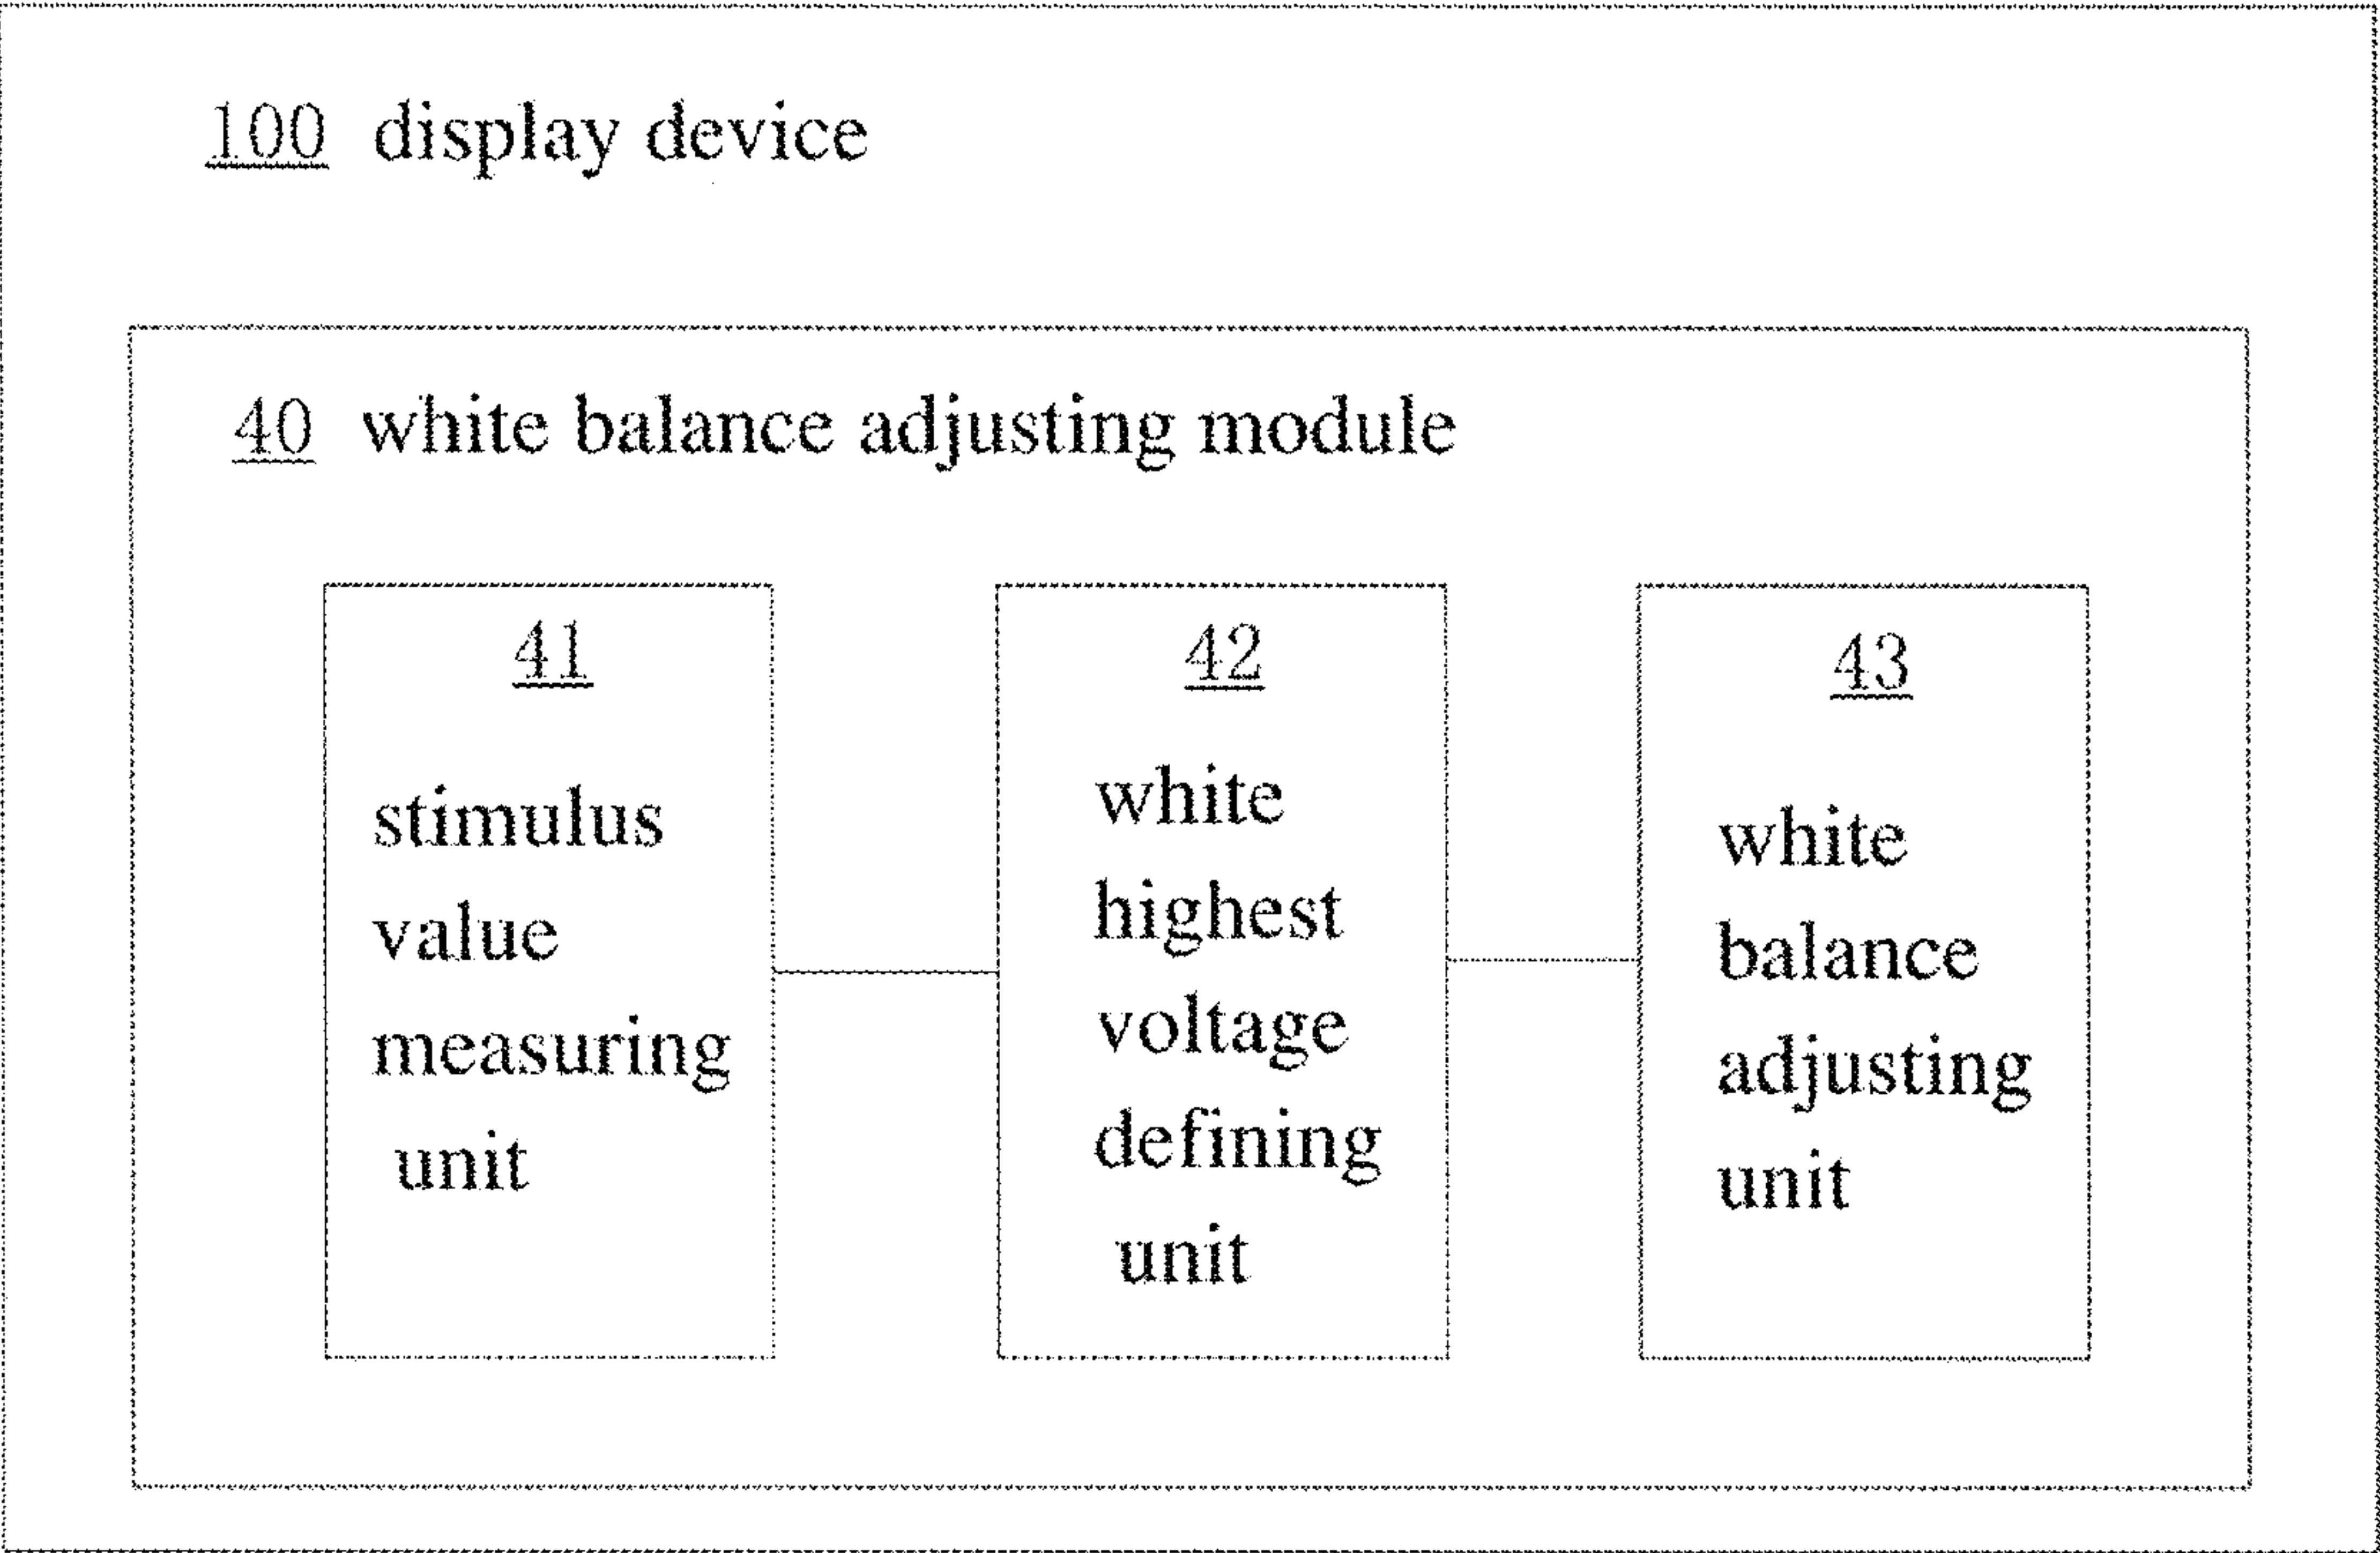 100 display device
40 white balance adjusting module
41
stimulus
value
measuring
unit
42
white
highest
voltage
defining
unit
43
white
balance
adjusting
unit